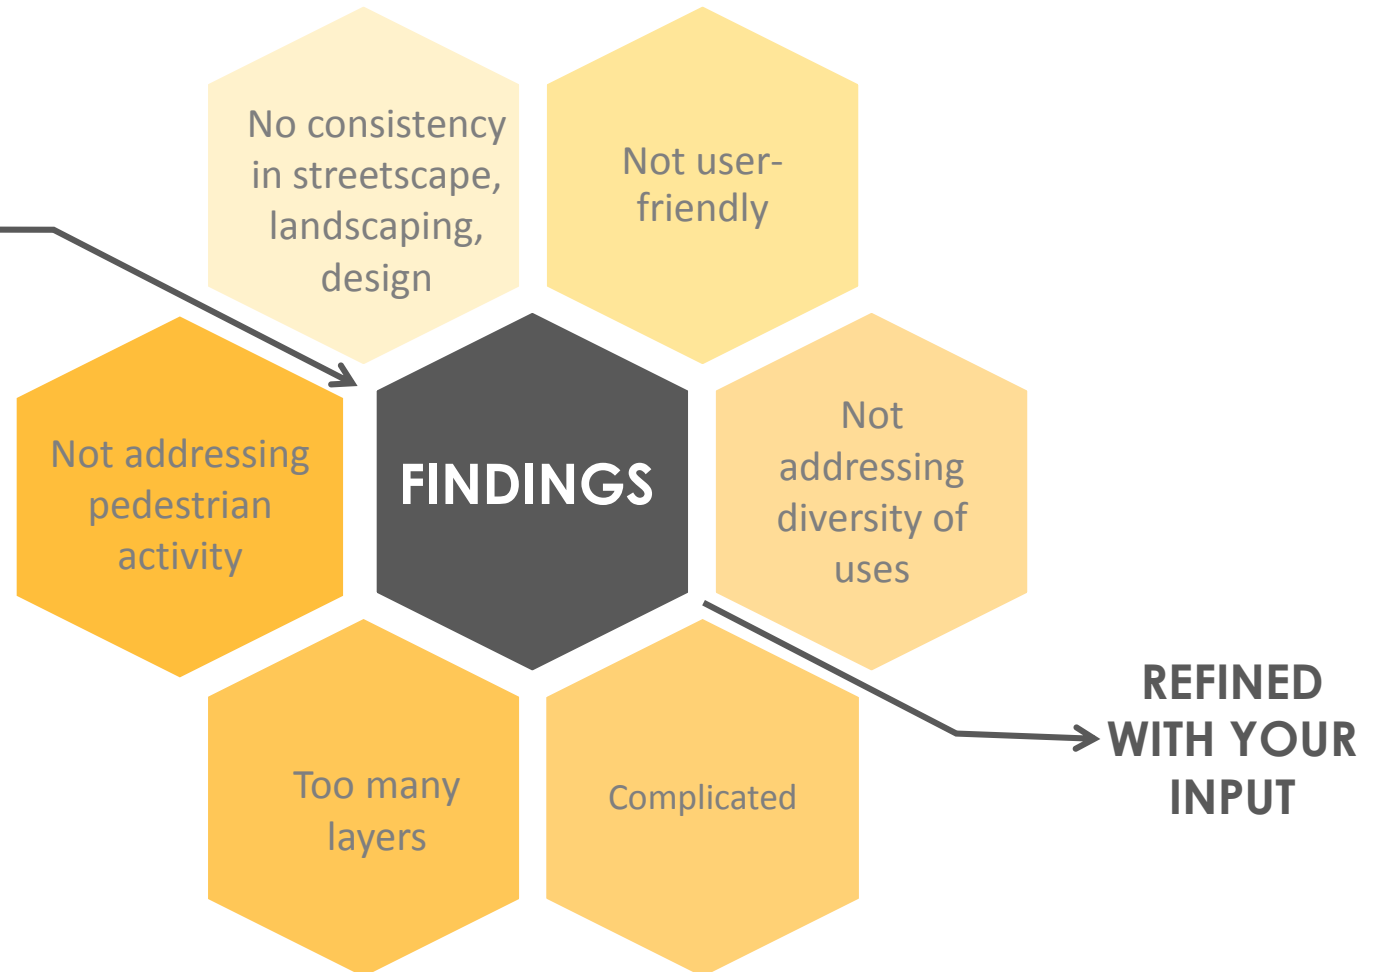 No consistency
in streetscape,
landscaping,
design
Not user-
friendly
Not addressing
pedestrian
activity
FINDINGS
Not
addressing
diversity of
uses
Too many
layers
Complicated
REFINED
WITH YOUR
INPUT